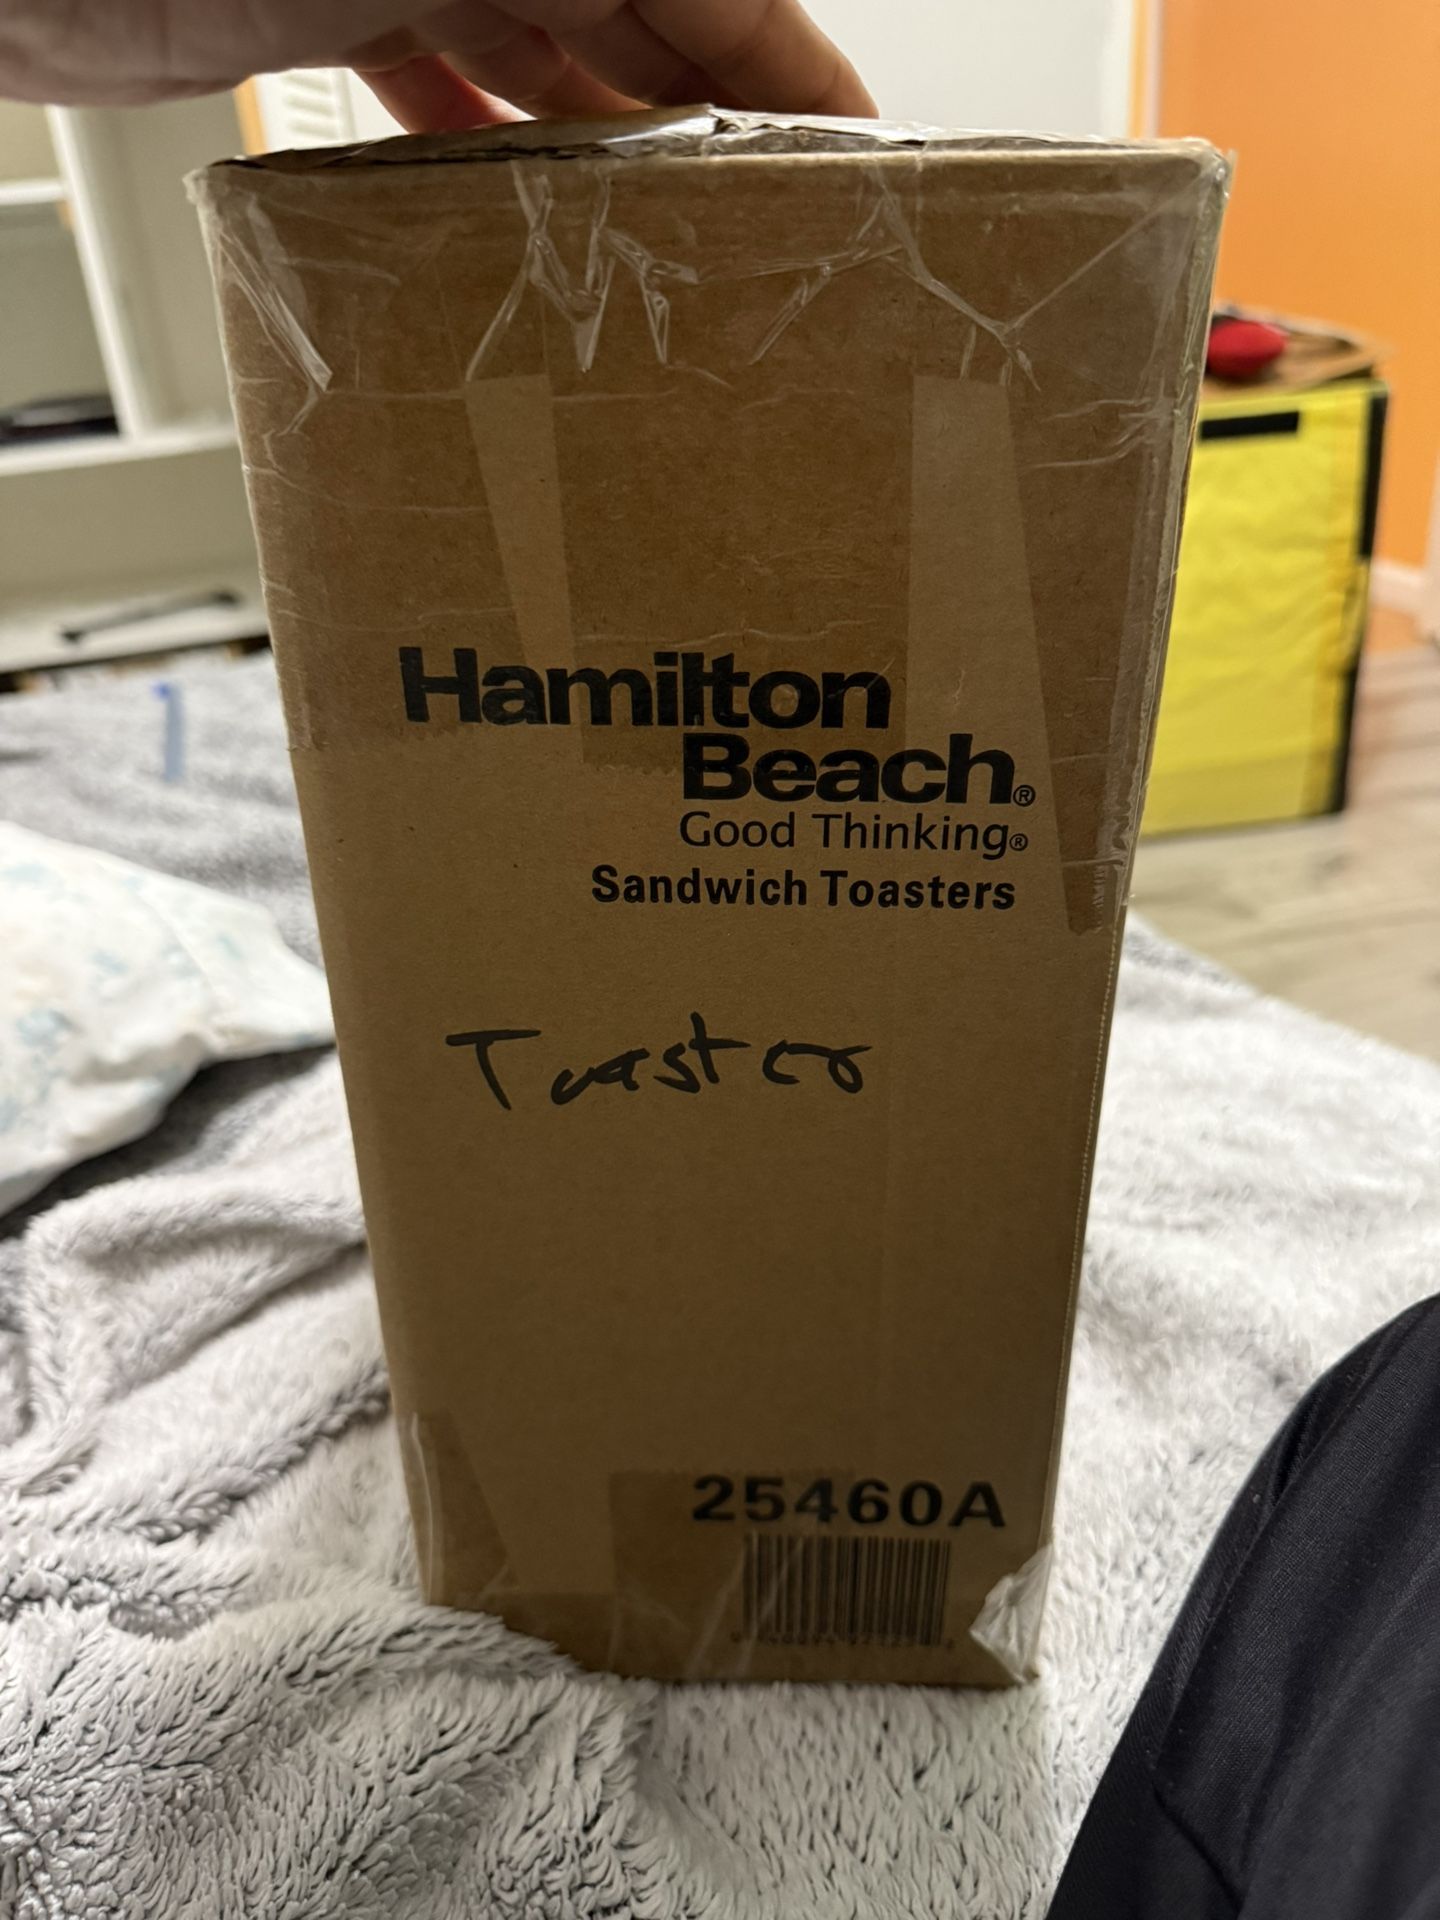 Hamilton
Beach®
Good Thinking®
Sandwich Toasters
Toaster
25460A